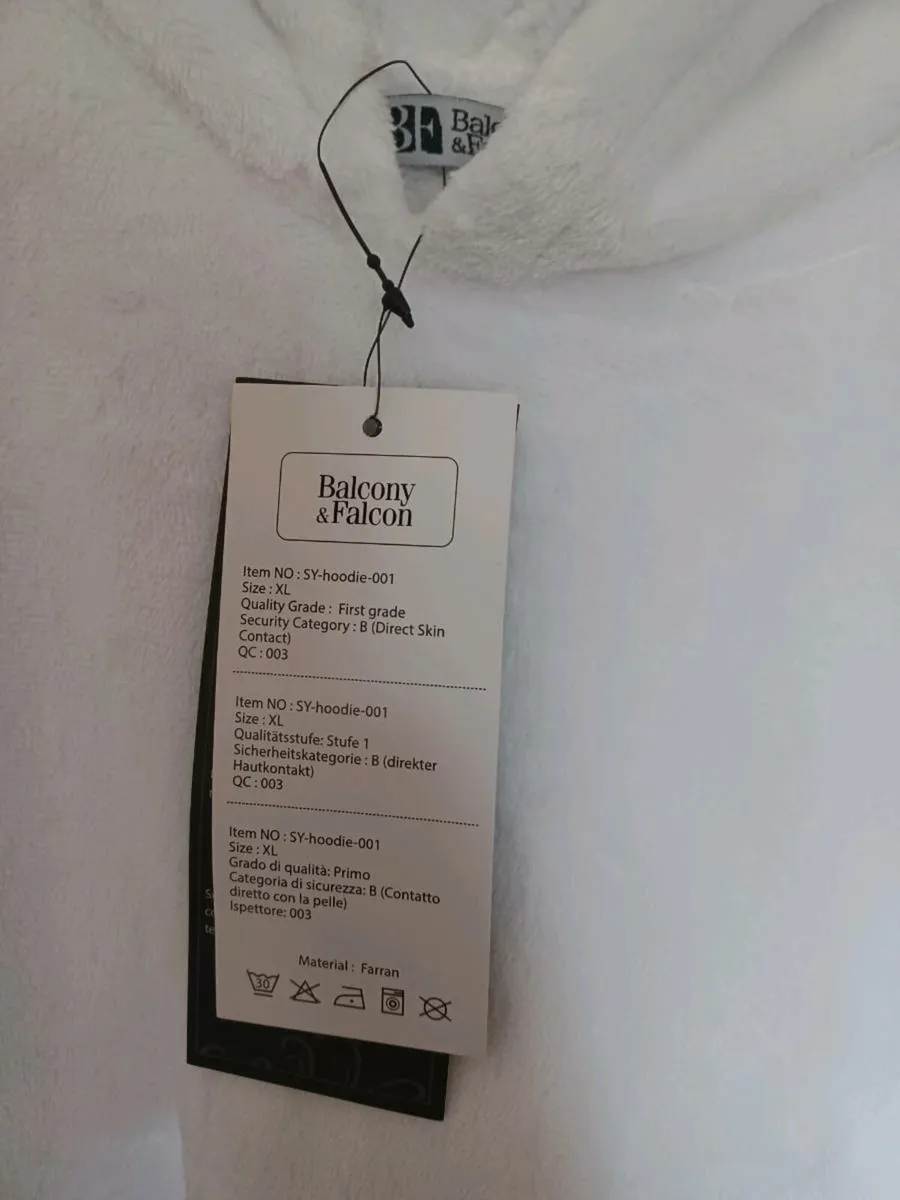 BF
Balc
&F
Balcony
&Falcon
Item NO : SY-hoodie-001
Size : XL
Quality Grade : First grade
Security Category : B (Direct Skin
Contact)
QC : 003
Item NO : SY-hoodie-001
Size : XL
Qualitätsstufe: Stufe 1
Sicherheitskategorie : B (direkter
Hautkontakt)
QC : 003
Item NO : SY-hoodie-001
Size : XL
Grado di qualità: Primo
Categoria di sicurezza: B (Contatto
diretto con la pelle)
Ispettore: 003
Material : Farran
30